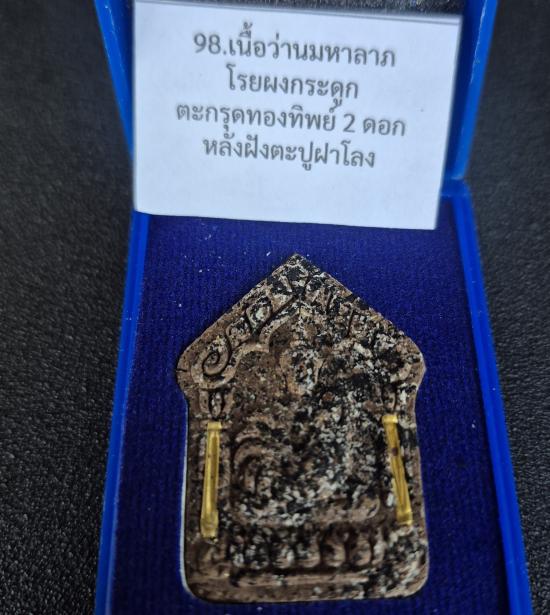 98.เนื้อว่านมหาลาภ
โรยผงกระดูก
ตะกรุดทองทิพย์ 2 ดอก
หลังฝังตะปูฝาโลง